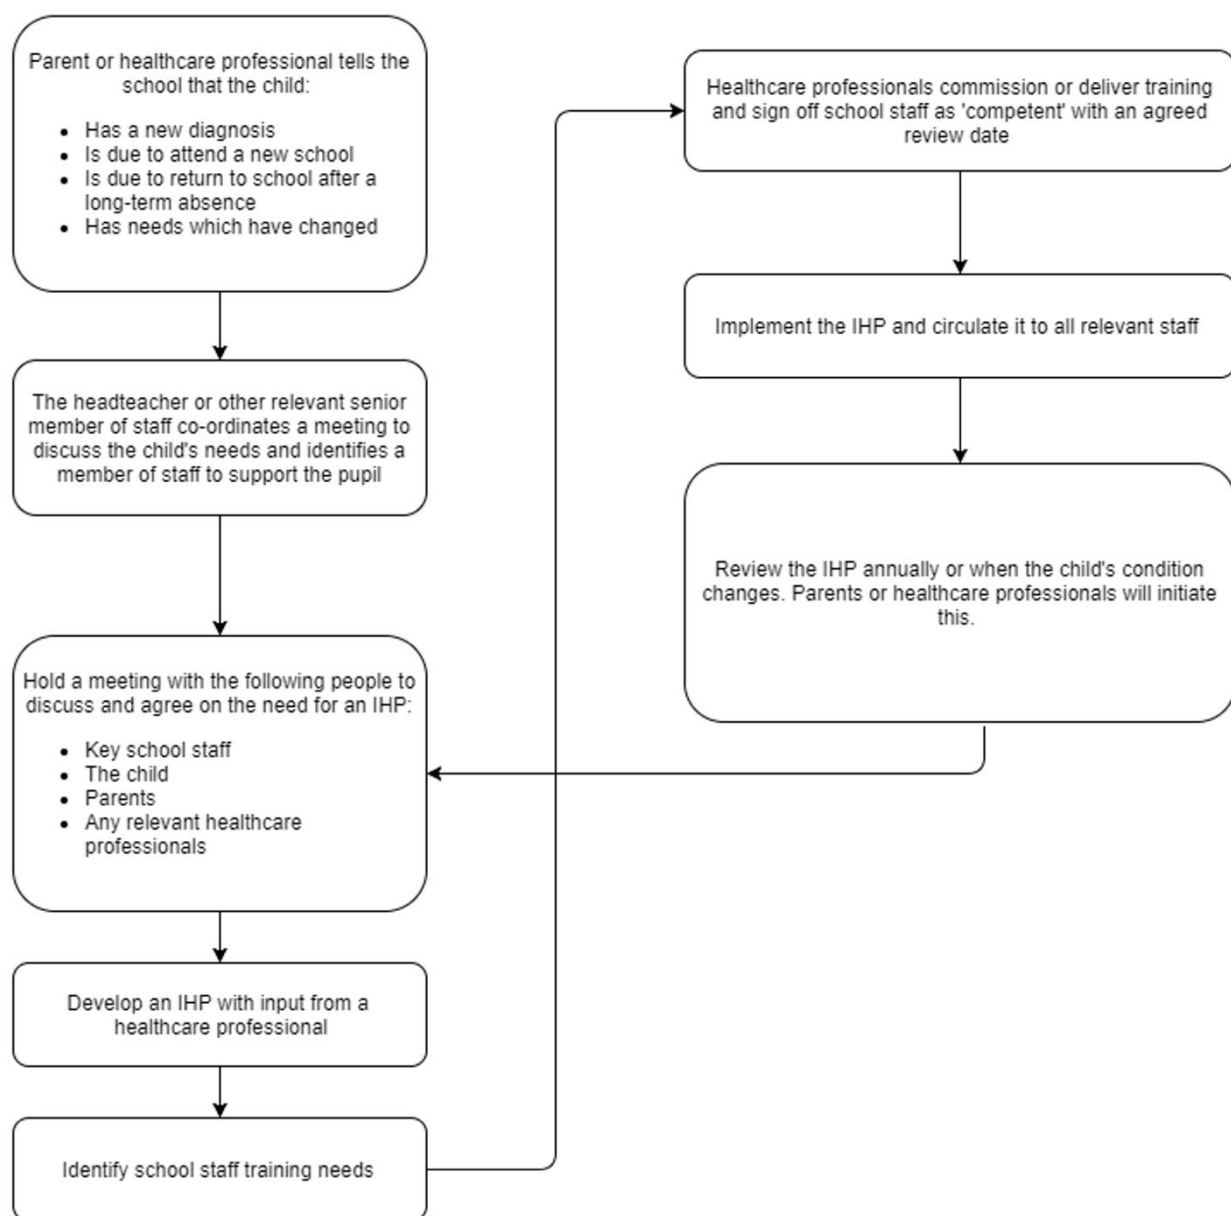 Parent or healthcare professional tells the
school that the child:
• Has a new diagnosis
• Is due to attend a new school
• Is due to return to school after a
long-term absence
• Has needs which have changed
The headteacher or other relevant senior
member of staff co-ordinates a meeting to
discuss the child's needs and identifies a
member of staff to support the pupil
Hold a meeting with the following people to
discuss and agree on the need for an IHP:
• Key school staff
• The child
• Parents
• Any relevant healthcare
professionals
Develop an IHP with input from a
healthcare professional
Identify school staff training needs
Healthcare professionals commission or deliver training
and sign off school staff as 'competent' with an agreed
review date
Implement the IHP and circulate it to all relevant staff
Review the IHP annually or when the child's condition
changes. Parents or healthcare professionals will initiate
this.